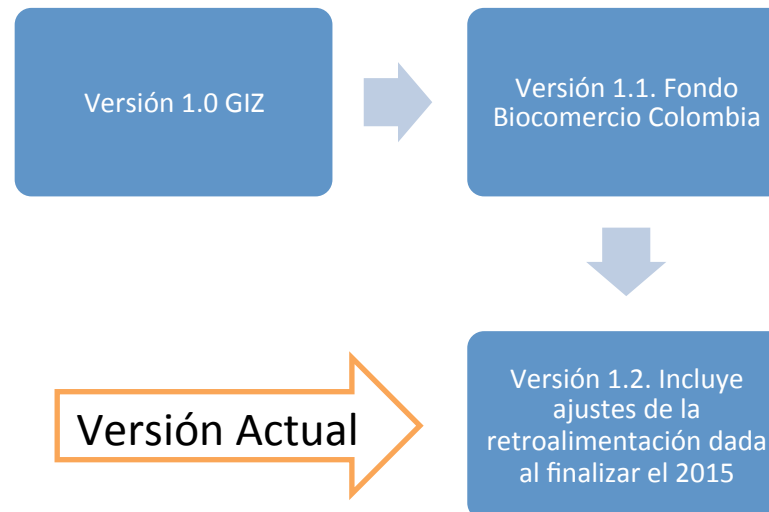 Versión 1.0 GIZ
Versión 1.1. Fondo
Biocomercio Colombia
Versión Actual
Versión 1.2. Incluye
ajustes de la
retroalimentación dada
al finalizar el 2015